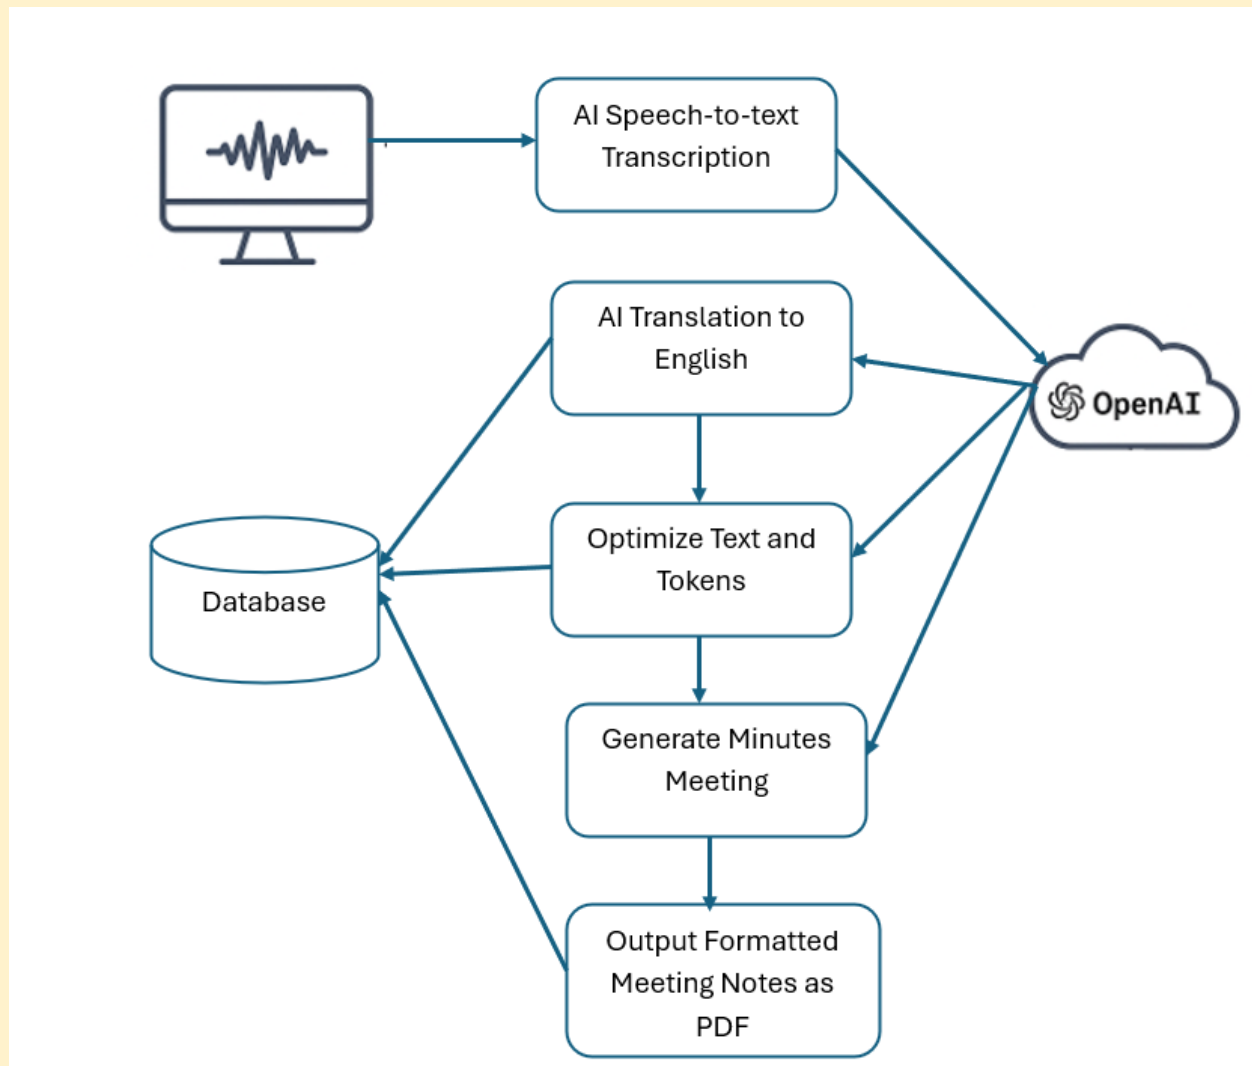 AI Speech-to-text
Transcription
AI Translation to
English
OpenAI
Optimize Text and
Tokens
Database
Generate Minutes
Meeting
Output Formatted
Meeting Notes as
PDF